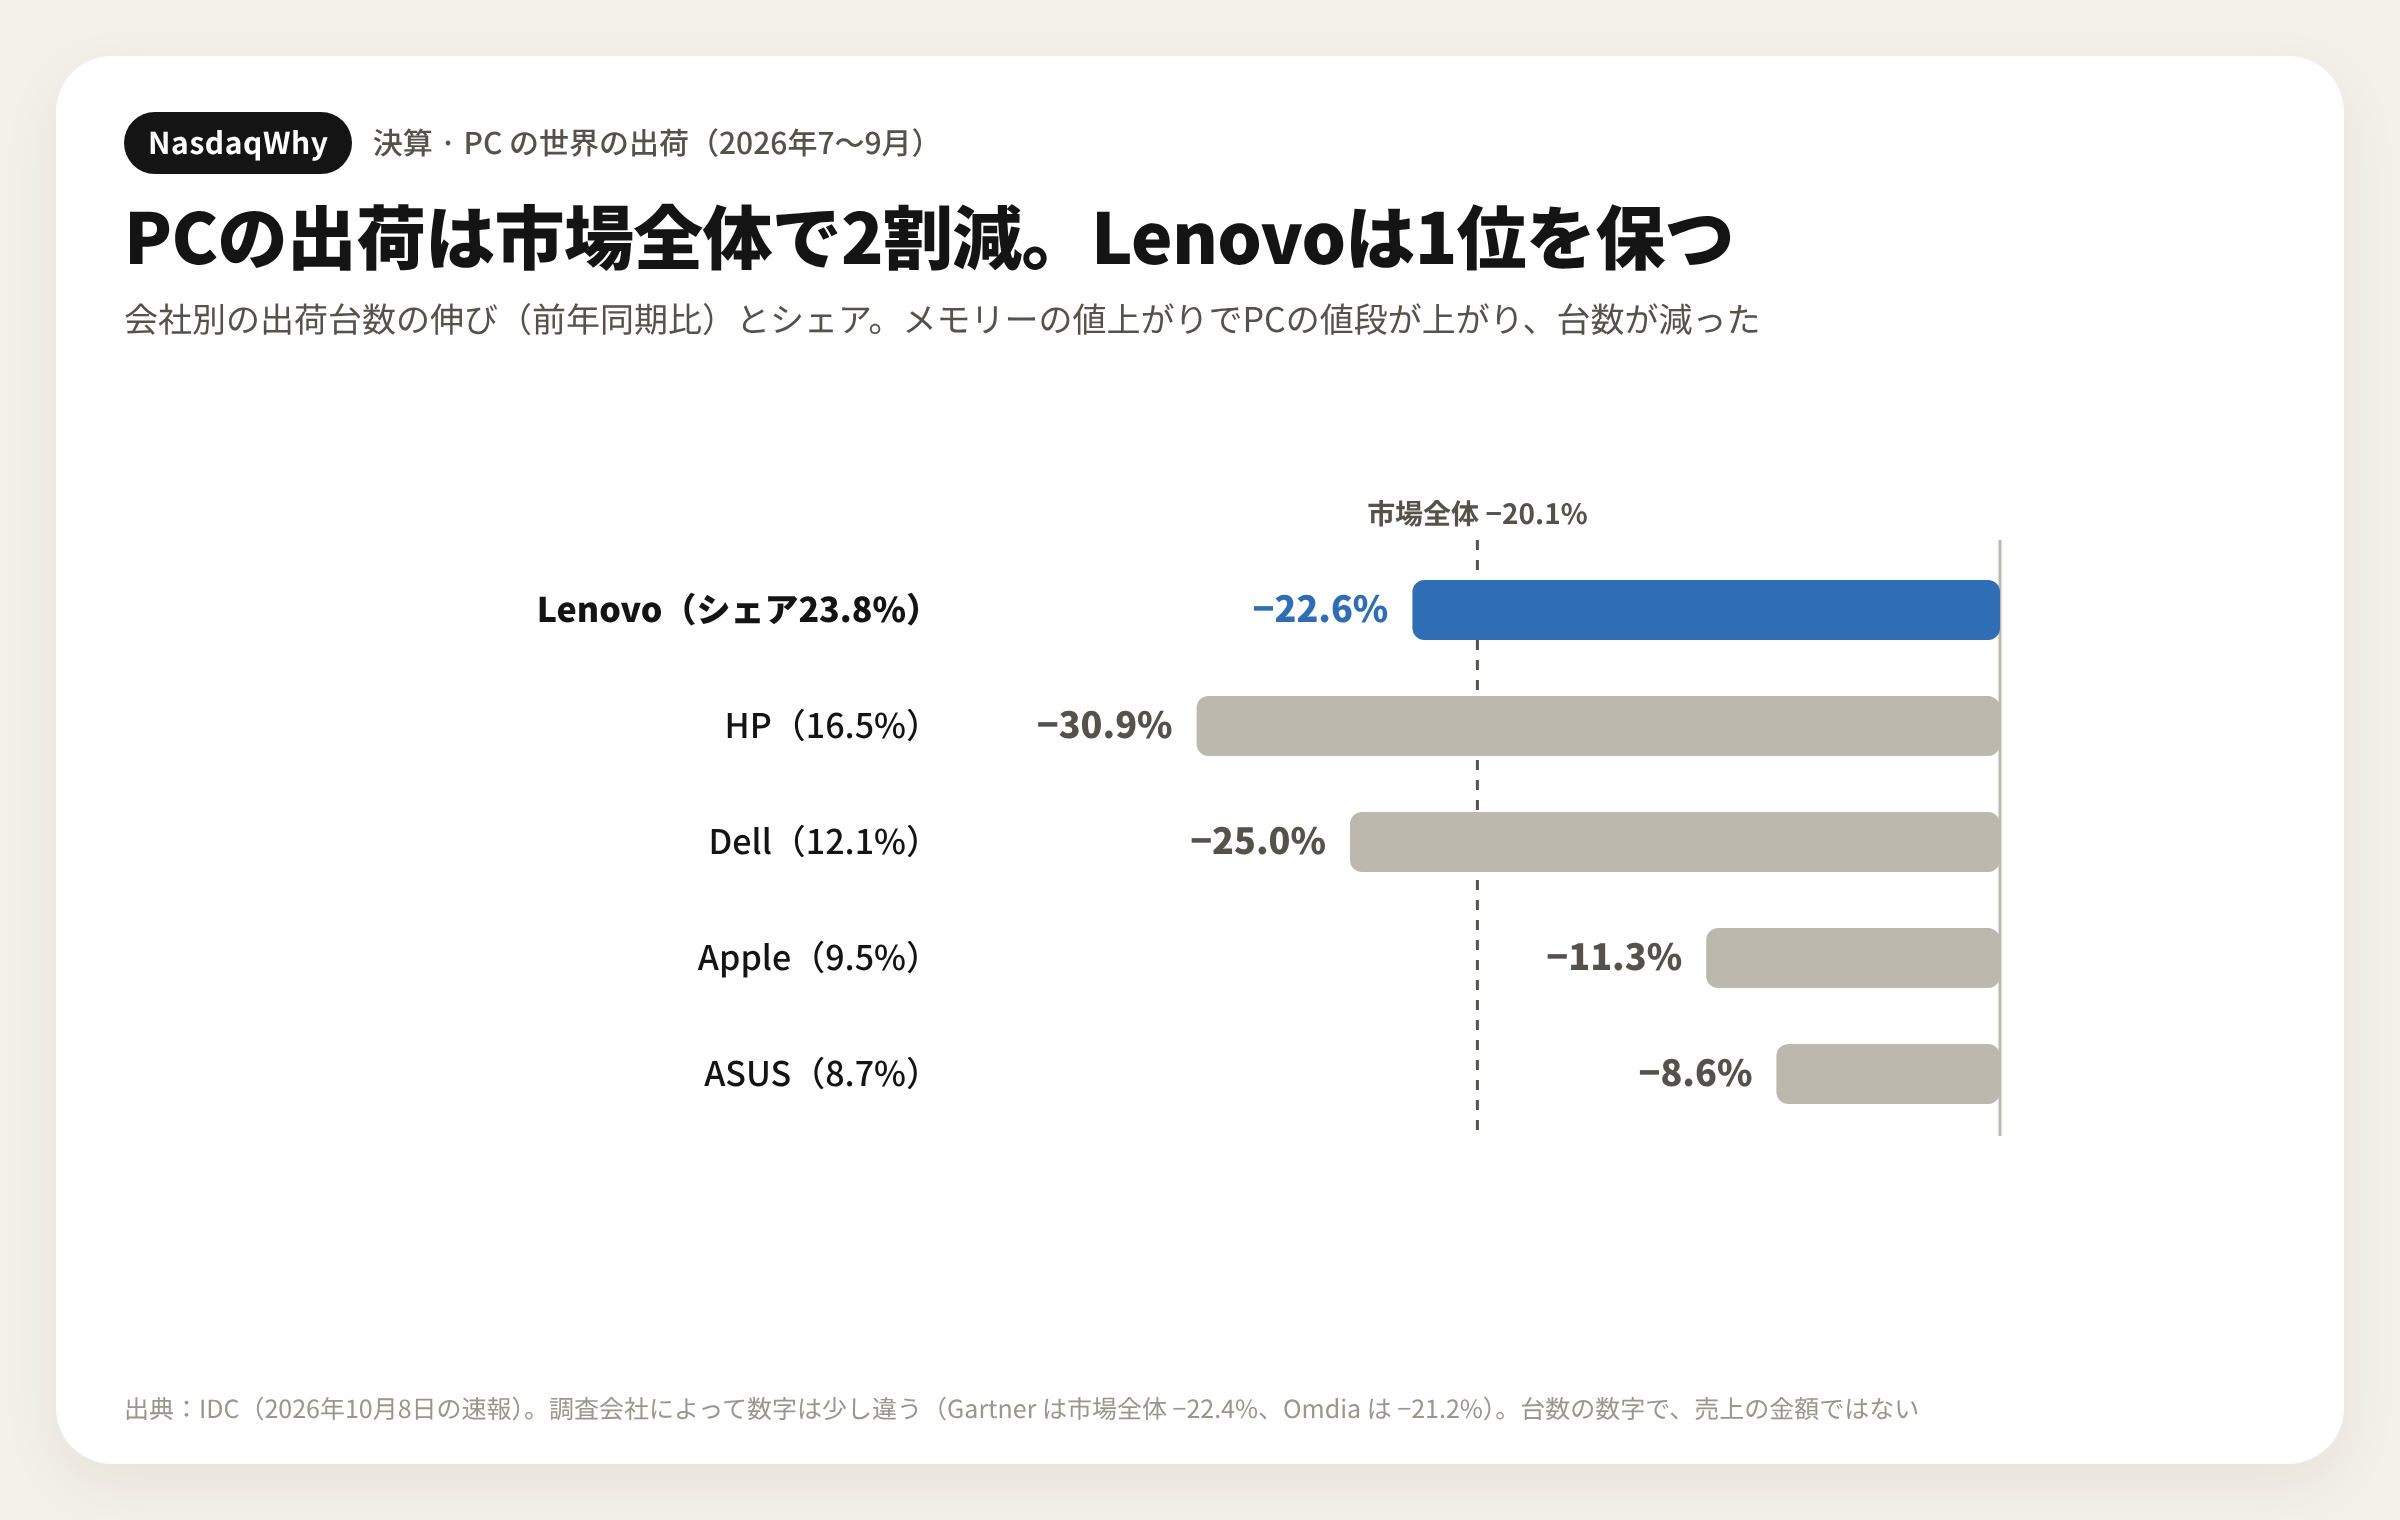 NasdaqWhy 決算・PC の世界の出荷（2026年7〜9月）
PCの出荷は市場全体で2割減。Lenovoは1位を保つ
会社別の出荷台数の伸び（前年同期比）とシェア。メモリーの値上がりでPCの値段が上がり、台数が減った
市場全体 −20.1%
Lenovo（シェア23.8%） −22.6%
HP（16.5%） −30.9%
Dell（12.1%） −25.0%
Apple（9.5%） −11.3%
ASUS（8.7%） −8.6%
出典：IDC（2026年10月8日の速報）。調査会社によって数字は少し違う（Gartner は市場全体 −22.4%、Omdia は −21.2%）。台数の数字で、売上の金額ではない